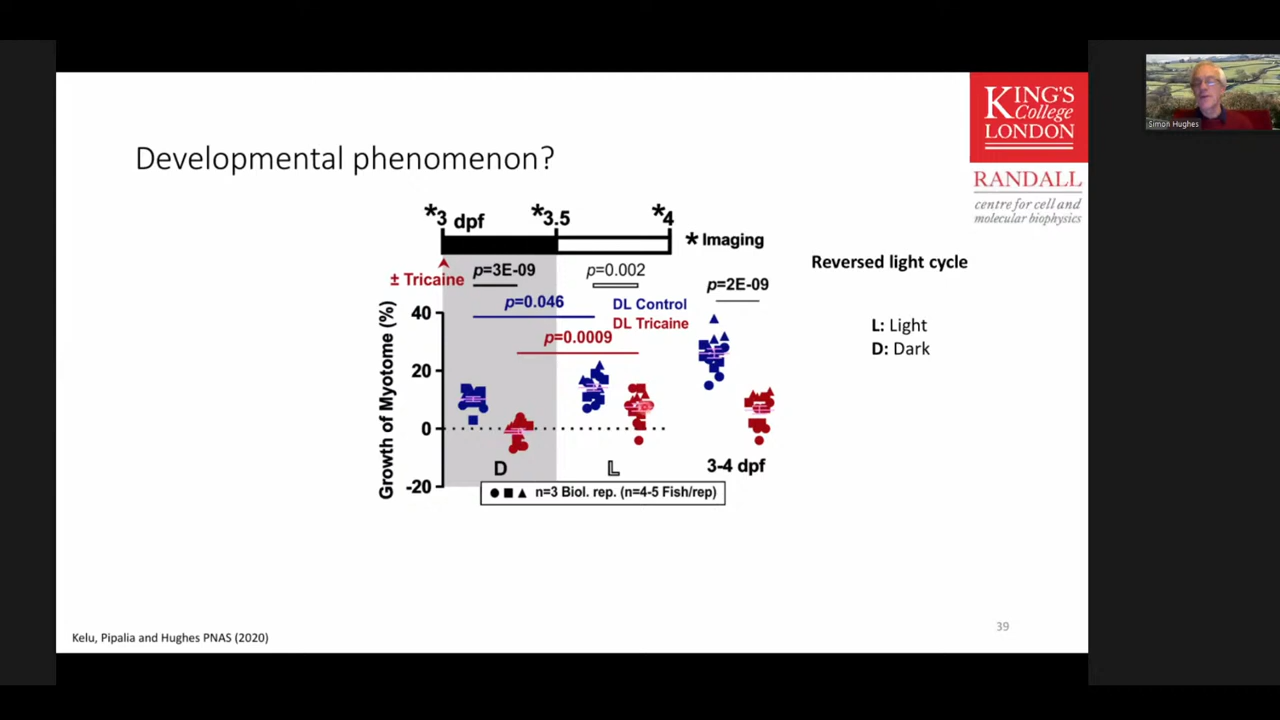 KING'S
College
LONDON
RANDALL
centre for cell and
molecular biophysics
Simon Hughes
Developmental phenomenon?
*3 dpf *3.5 *4
* Imaging
± Tricaine
p=3E-09
p=0.002
p=2E-09
p=0.046
DL Control
DL Tricaine
p=0.0009
Growth of Myotome (%)
40
20
0
-20
D
L
3-4 dpf
n=3 Biol. rep. (n=4-5 Fish/rep)
Reversed light cycle
L: Light
D: Dark
Kelu, Pipalia and Hughes PNAS (2020)
39